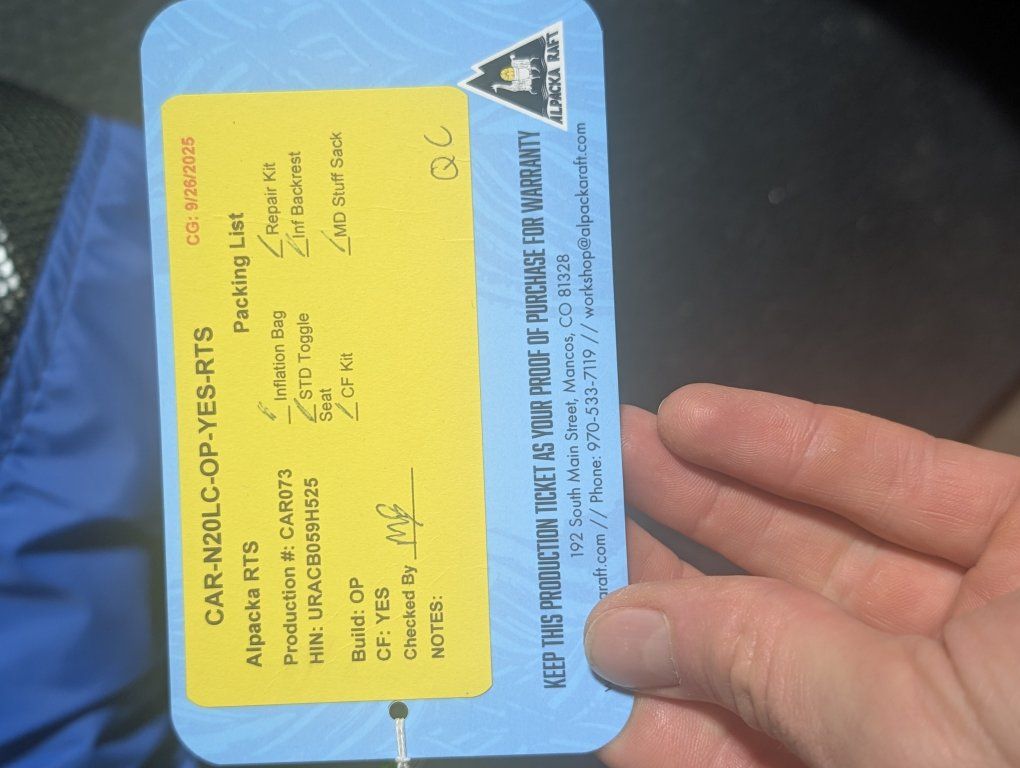 CG: 9/26/2025
CAR-N20LC-OP-YES-RTS
Alpacka RTS
Packing List
Production #: CAR073
HIN: URACB059H525
Inflation Bag
Repair Kit
STD Toggle
Seat
Inf Backrest
CF Kit
MD Stuff Sack
Build: OP
CF: YES
Checked By
NOTES:
QC
KEEP THIS PRODUCTION TICKET AS YOUR PROOF OF PURCHASE FOR WARRANTY
192 South Main Street, Mancos, CO 81328
raft.com // Phone: 970-533-7119 // workshop@alpackaraft.com
ALPACKA RAFT